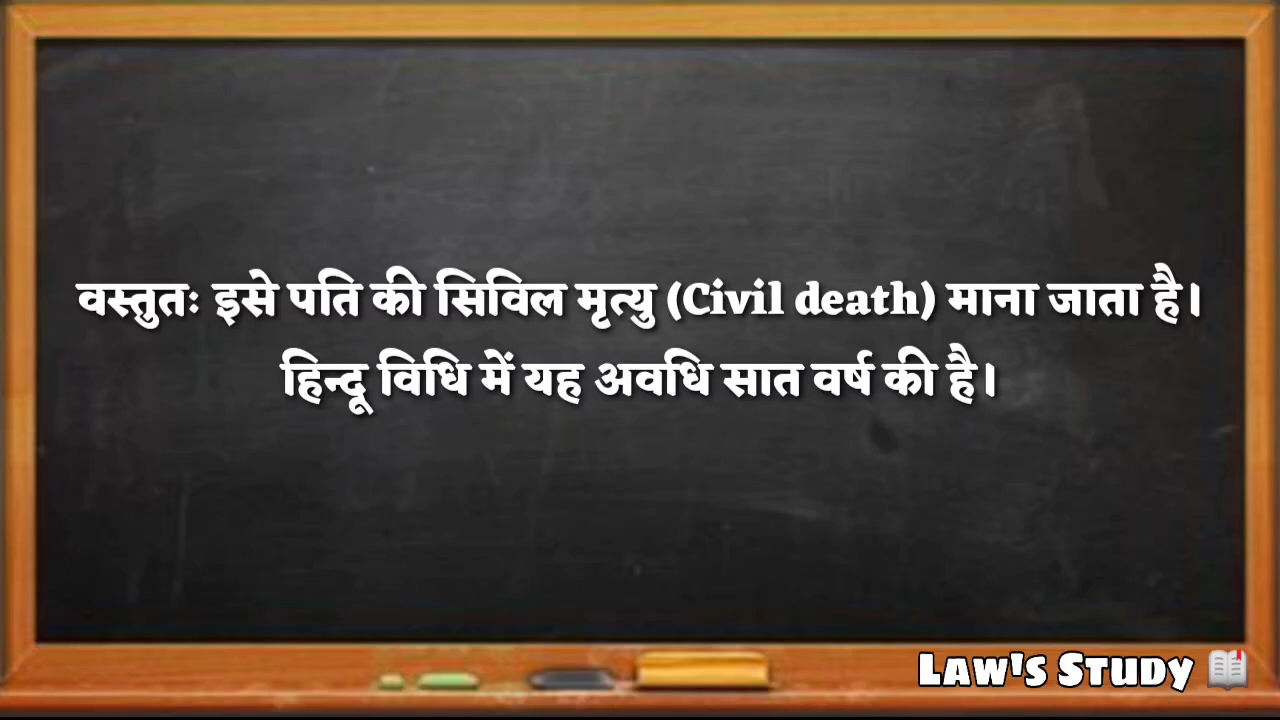 वस्तुतः इसे पति की सिविल मृत्यु (Civil death) माना जाता है।
हिन्दू विधि में यह अवधि सात वर्ष की है।
Law's Study